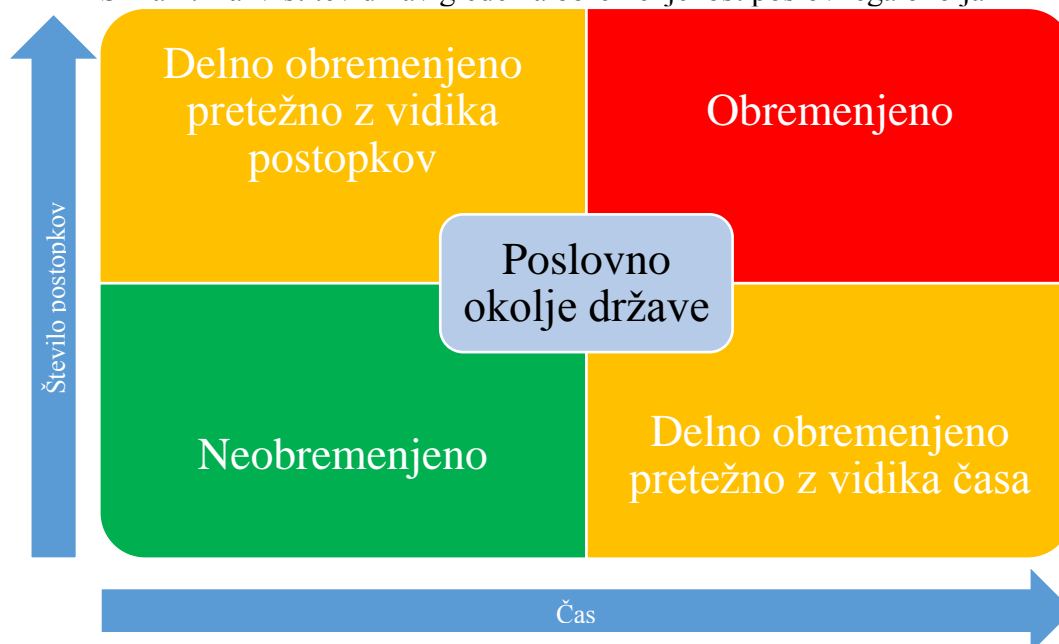 Delno obremenjeno
pretežno z vidika
postopkov
Obremenjeno
Poslovno
okolje države
Neobremenjeno
Delno obremenjeno
pretežno z vidika časa
Število postopkov
Čas